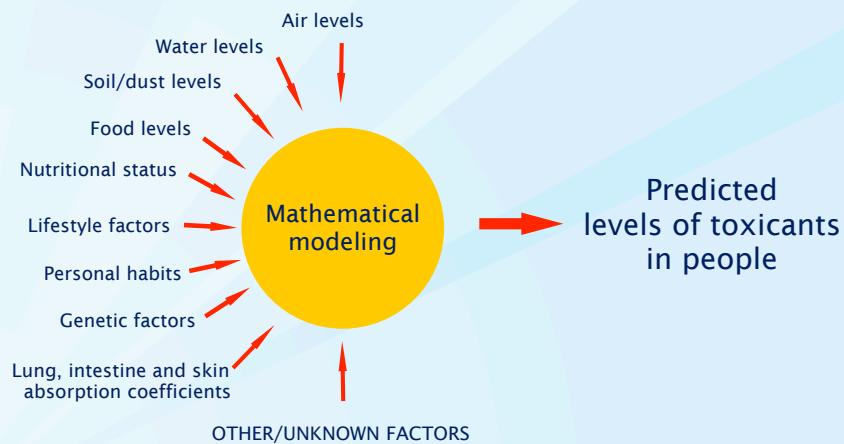 Air levels
Water levels
Soil/dust levels
Food levels
Nutritional status
Lifestyle factors
Personal habits
Genetic factors
Lung, intestine and skin
absorption coefficients
OTHER/UNKNOWN FACTORS
Mathematical
modeling
Predicted
levels of toxicants
in people